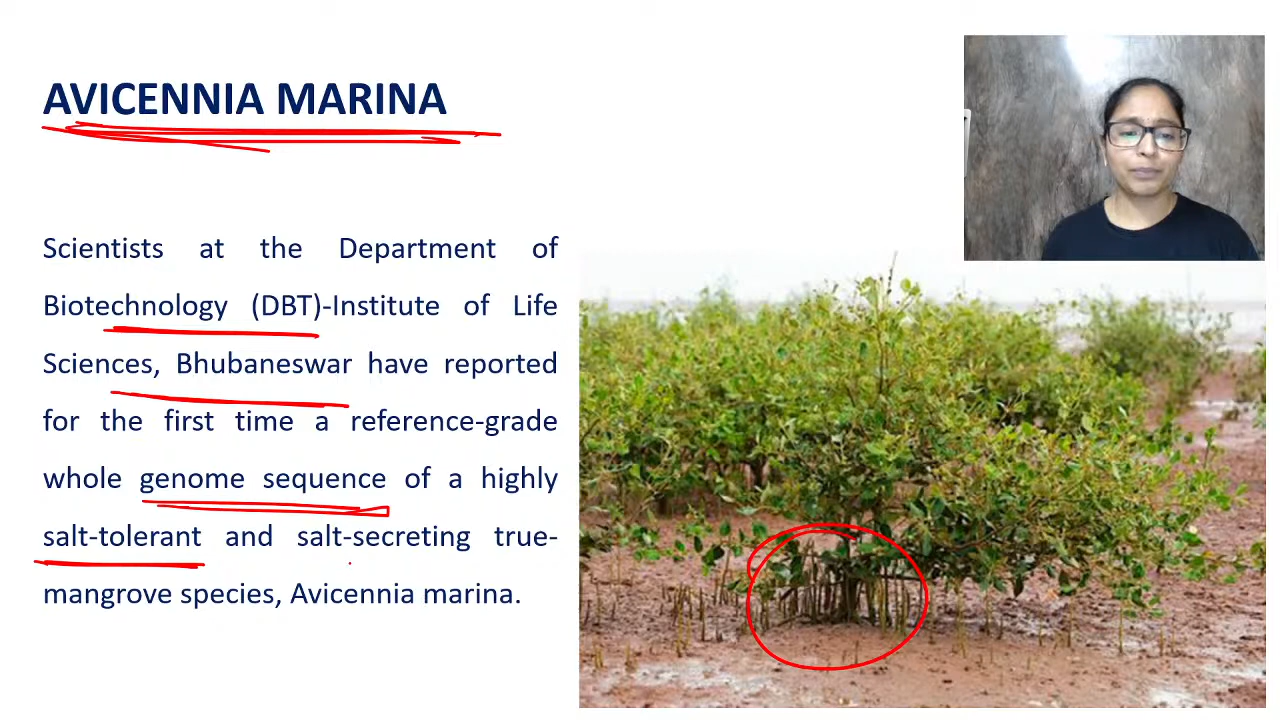 AVICENNIA MARINA
Scientists at the Department of
Biotechnology (DBT)-Institute of Life
Sciences, Bhubaneswar have reported
for the first time a reference-grade
whole genome sequence of a highly
salt-tolerant and salt-secreting true-
mangrove species, Avicennia marina.